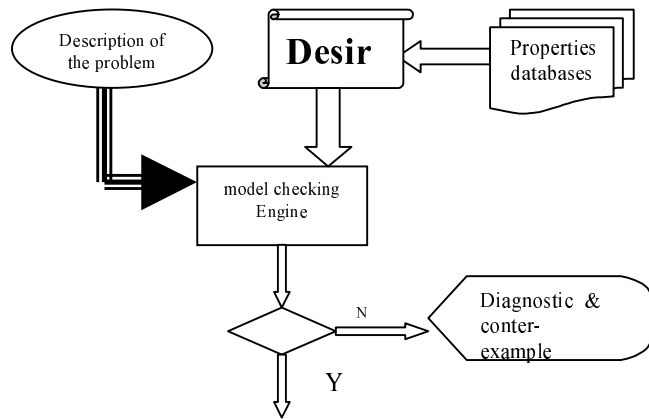 Description of
the problem
Desir
Properties
databases
model checking
Engine
N
Diagnostic &
conter-
example
Y